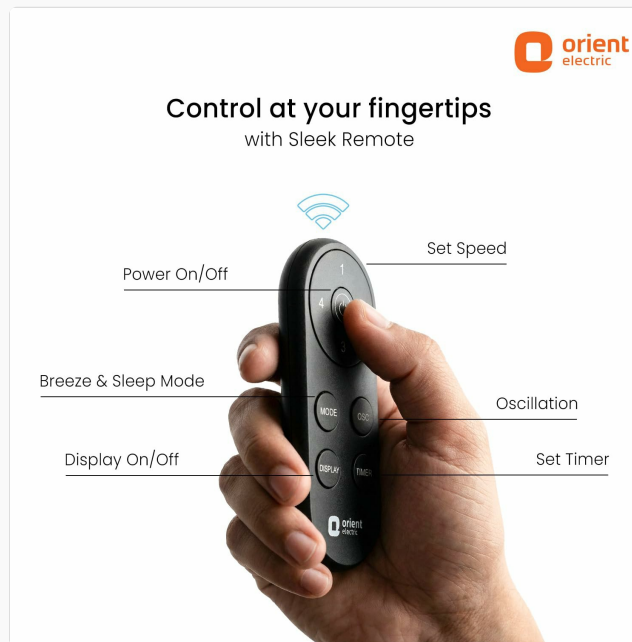 orient
electric
Control at your fingertips
with Sleek Remote
Set Speed
Power On/Off
1
4
3
Breeze & Sleep Mode
MODE
OSC
Oscillation
Display On/Off
DISPLAY
TIMER
Set Timer
orient
electric